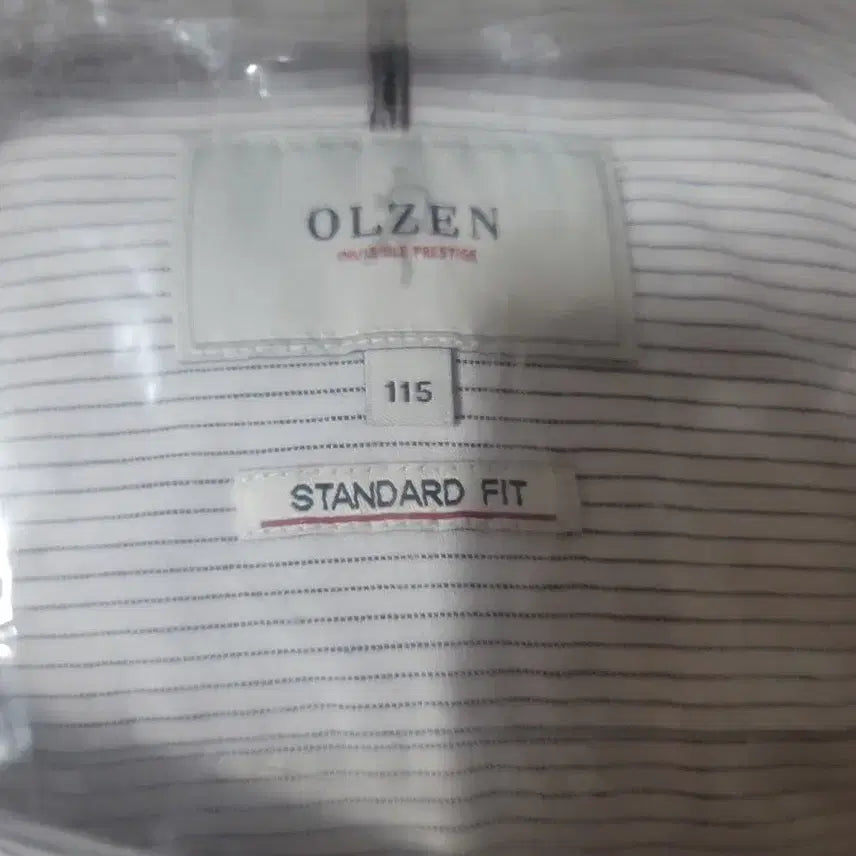 OLZEN
INVISIBLE PRESTIGE
115
STANDARD FIT